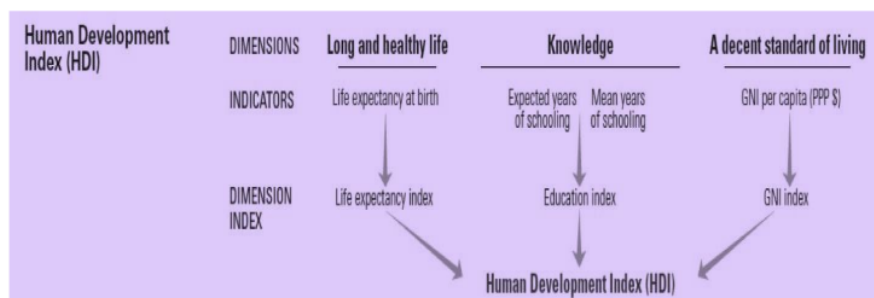 Human Development
Index (HDI)
DIMENSIONS
Long and healthy life
Knowledge
A decent standard of living
INDICATORS
Life expectancy at birth
Expected years
of schooling
Mean years
of schooling
GNI per capita (PPP $)
DIMENSION
INDEX
Life expectancy index
Education index
GNI index
Human Development Index (HDI)